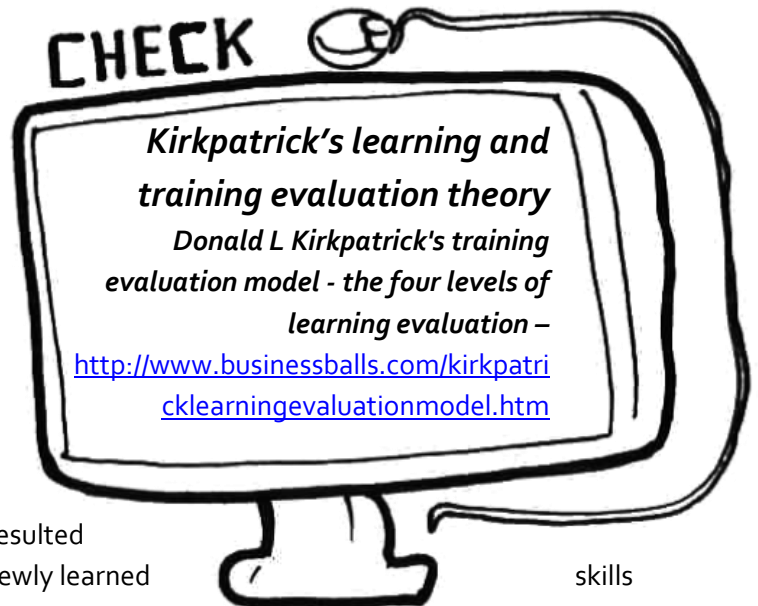 CHECK
Kirkpatrick’s learning and
training evaluation theory
Donald L Kirkpatrick's training
evaluation model - the four levels of
learning evaluation –
http://www.businessballs.com/kirkpatri
cklearningevaluationmodel.htm
esulted
ewly learned skills